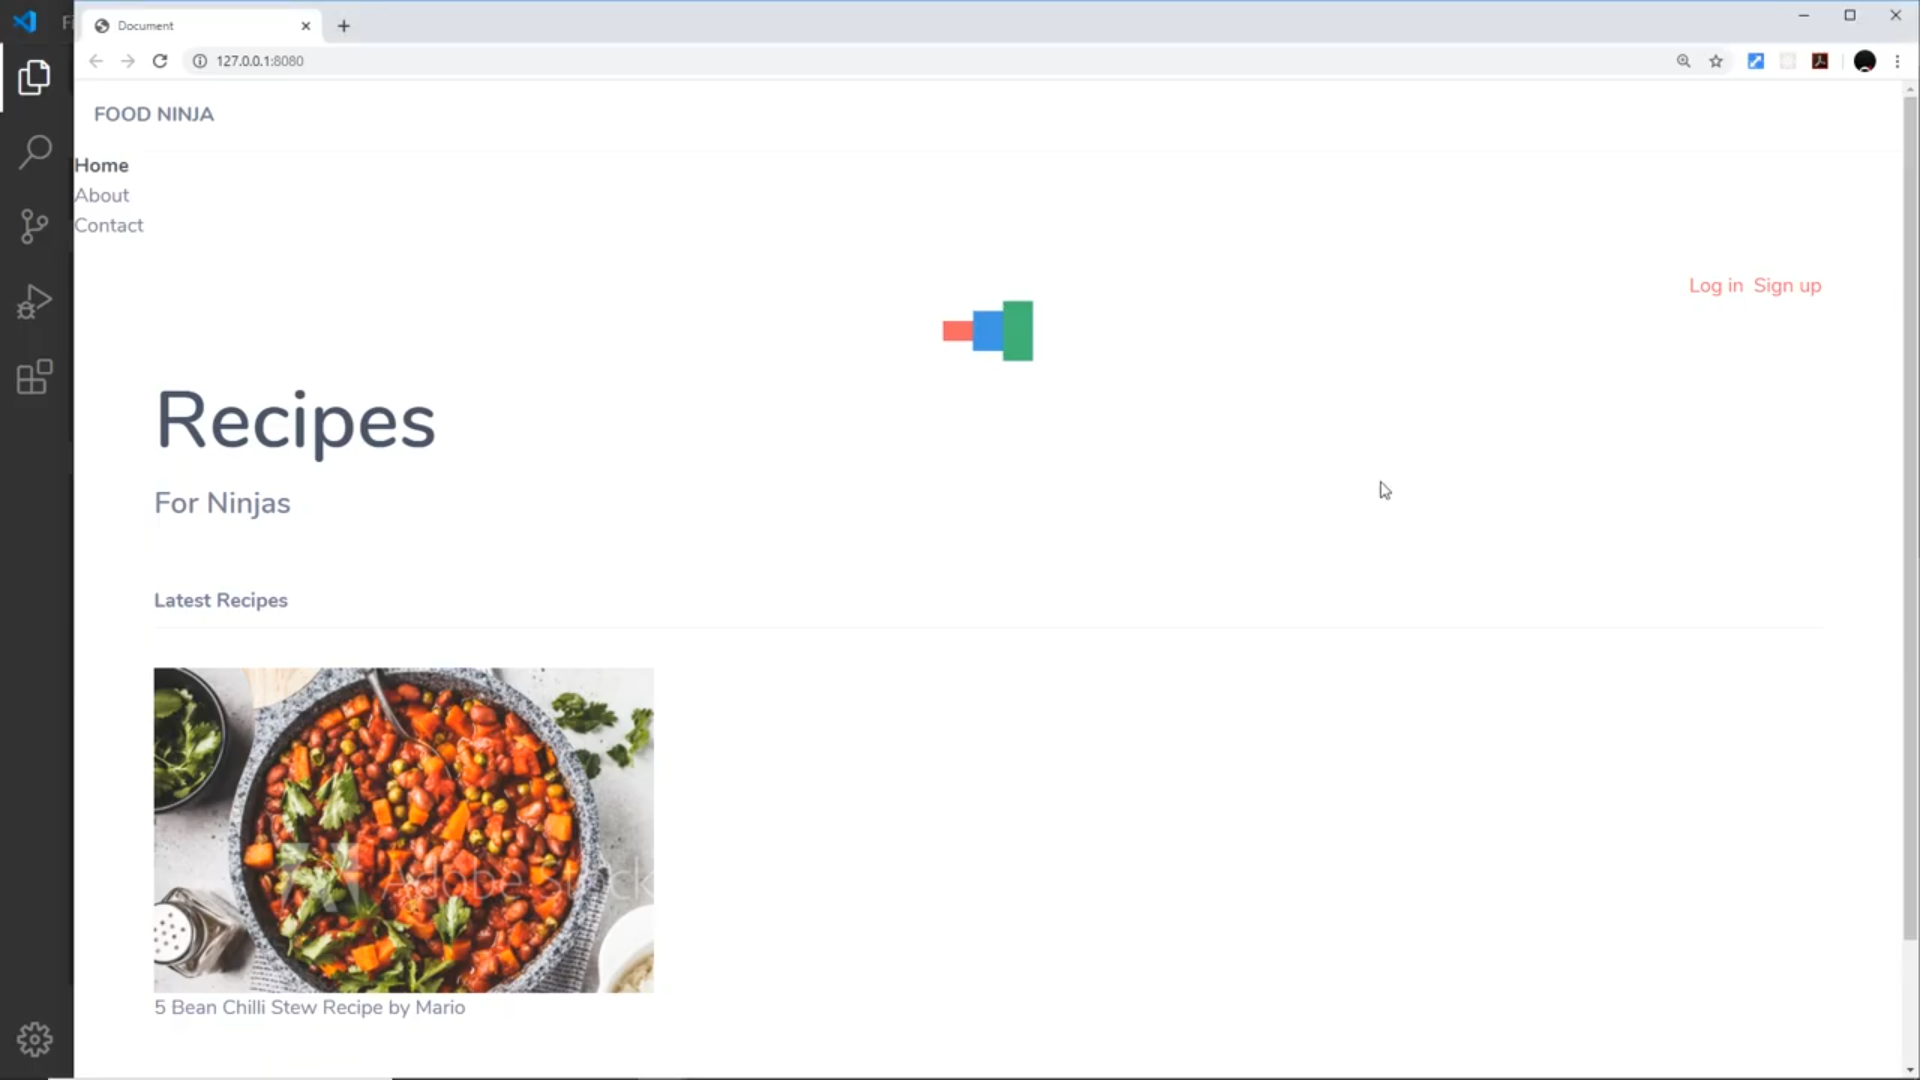 Document
127.0.0.1:8080
FOOD NINJA
Home
About
Contact
Log in Sign up
Recipes
For Ninjas
Latest Recipes
Adobe Stock
5 Bean Chilli Stew Recipe by Mario